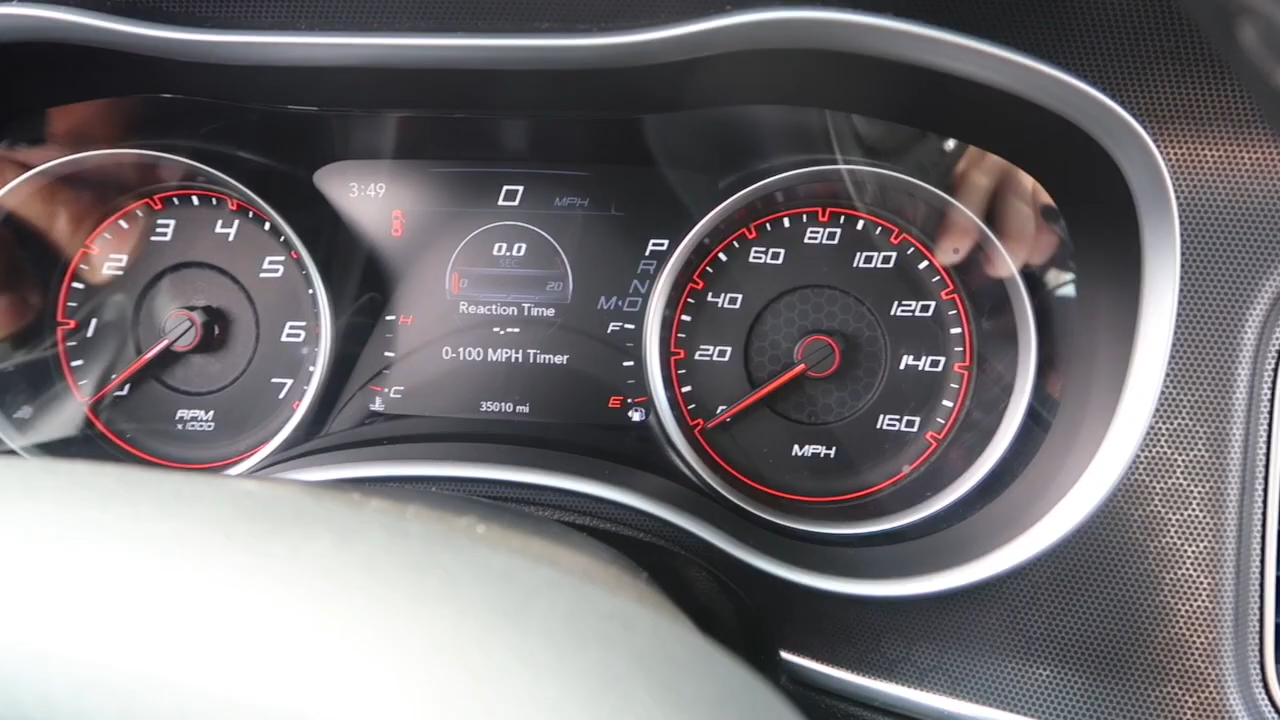 3:49
0 MPH
0.0
SEC
0 20
Reaction Time
-.--
0-100 MPH Timer
35010 mi
H
C
P
R
N
M D
F
E
1
2
3
4
5
6
7
RPM
x1000
20
40
60
80
100
120
140
160
MPH